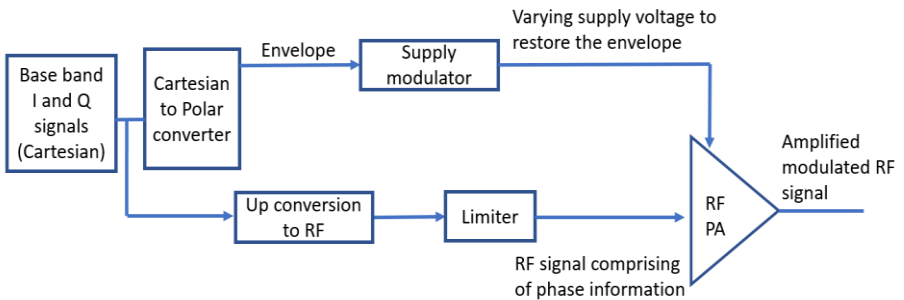 Base band
I and Q
signals
(Cartesian)
Cartesian
to Polar
converter
Envelope
Supply
modulator
Varying supply voltage to
restore the envelope
Up conversion
to RF
Limiter
RF signal comprising
of phase information
RF
PA
Amplified
modulated RF
signal